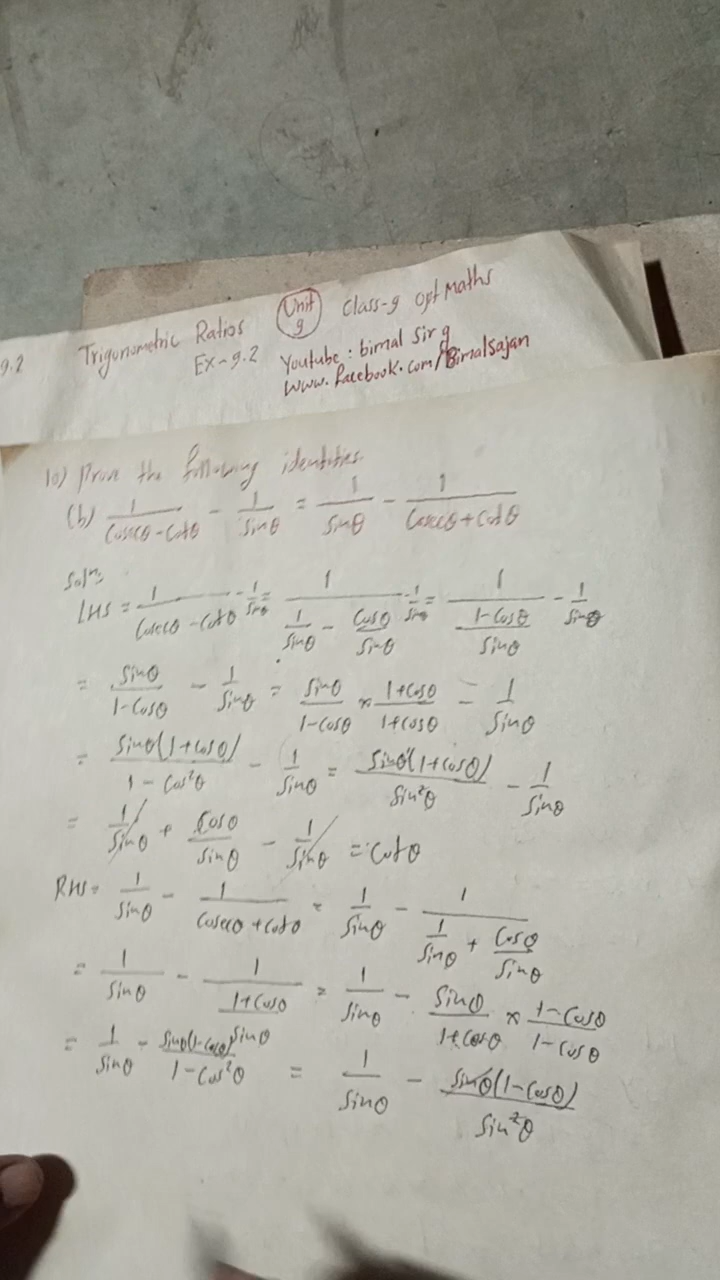 9.2 Trigonometric Ratios Unit 9 Class-9 Opt Maths
Ex-9.2 Youtube: bimal Sir g
www.facebook.com/Bimalsajan
10) Prove the following identities
(b) 1/(Cosecθ - Cotθ) - 1/Sinθ = 1/Sinθ - 1/(Cosecθ + Cotθ)
Solⁿ:
LHS = 1/(Cosecθ - Cotθ) - 1/Sinθ = 1/(1/Sinθ - Cosθ/Sinθ) - 1/Sinθ = 1/((1-Cosθ)/Sinθ) - 1/Sinθ
= Sinθ/(1-Cosθ) - 1/Sinθ = Sinθ/(1-Cosθ) × (1+Cosθ)/(1+Cosθ) - 1/Sinθ
= Sinθ(1+Cosθ)/(1-Cos²θ) - 1/Sinθ = Sinθ(1+Cosθ)/Sin²θ - 1/Sinθ
= 1/Sinθ + Cosθ/Sinθ - 1/Sinθ = Cotθ
RHS = 1/Sinθ - 1/(Cosecθ + Cotθ) = 1/Sinθ - 1/(1/Sinθ + Cosθ/Sinθ)
= 1/Sinθ - 1/((1+Cosθ)/Sinθ) = 1/Sinθ - Sinθ/(1+Cosθ) × (1-Cosθ)/(1-Cosθ)
= 1/Sinθ - Sinθ(1-Cosθ)/(1-Cos²θ) = 1/Sinθ - Sinθ(1-Cosθ)/Sin²θ